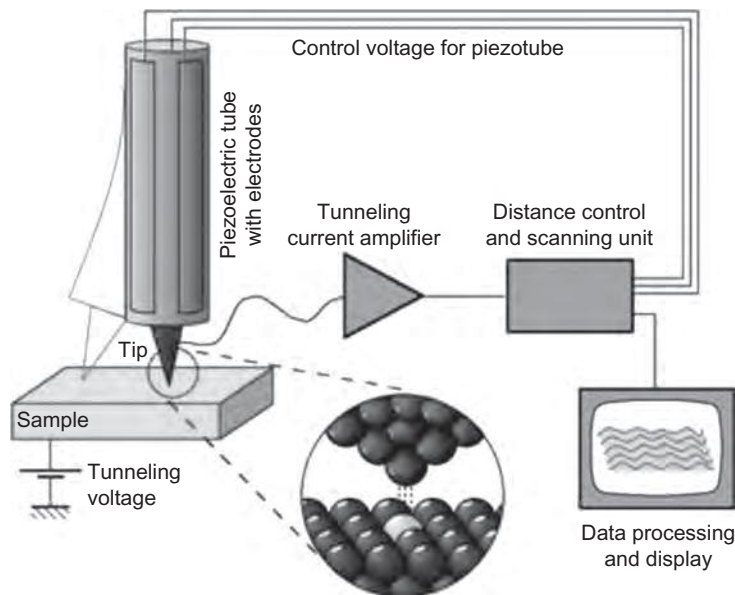 Control voltage for piezotube
Piezoelectric tube
with electrodes
Tunneling
current amplifier
Distance control
and scanning unit
Tip
Sample
Tunneling
voltage
Data processing
and display